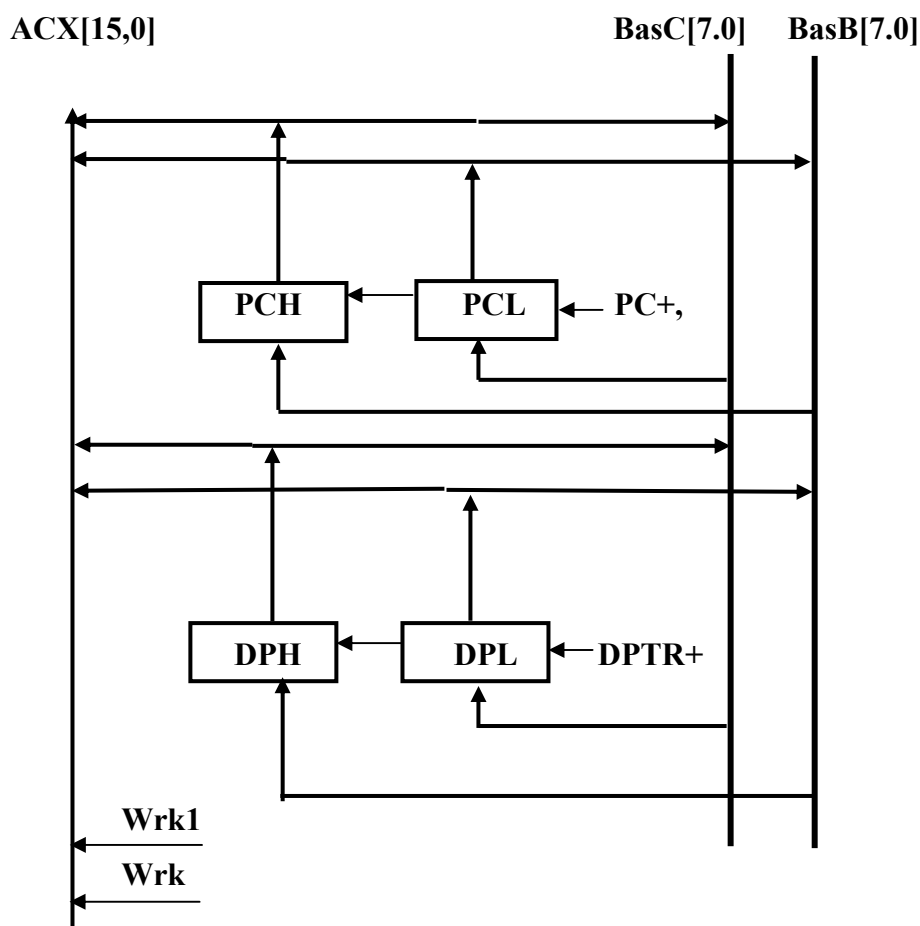 ACX[15,0] BasC[7.0] BasB[7.0]
PCH PCL PC+,
DPH DPL DPTR+
Wrk1
Wrk